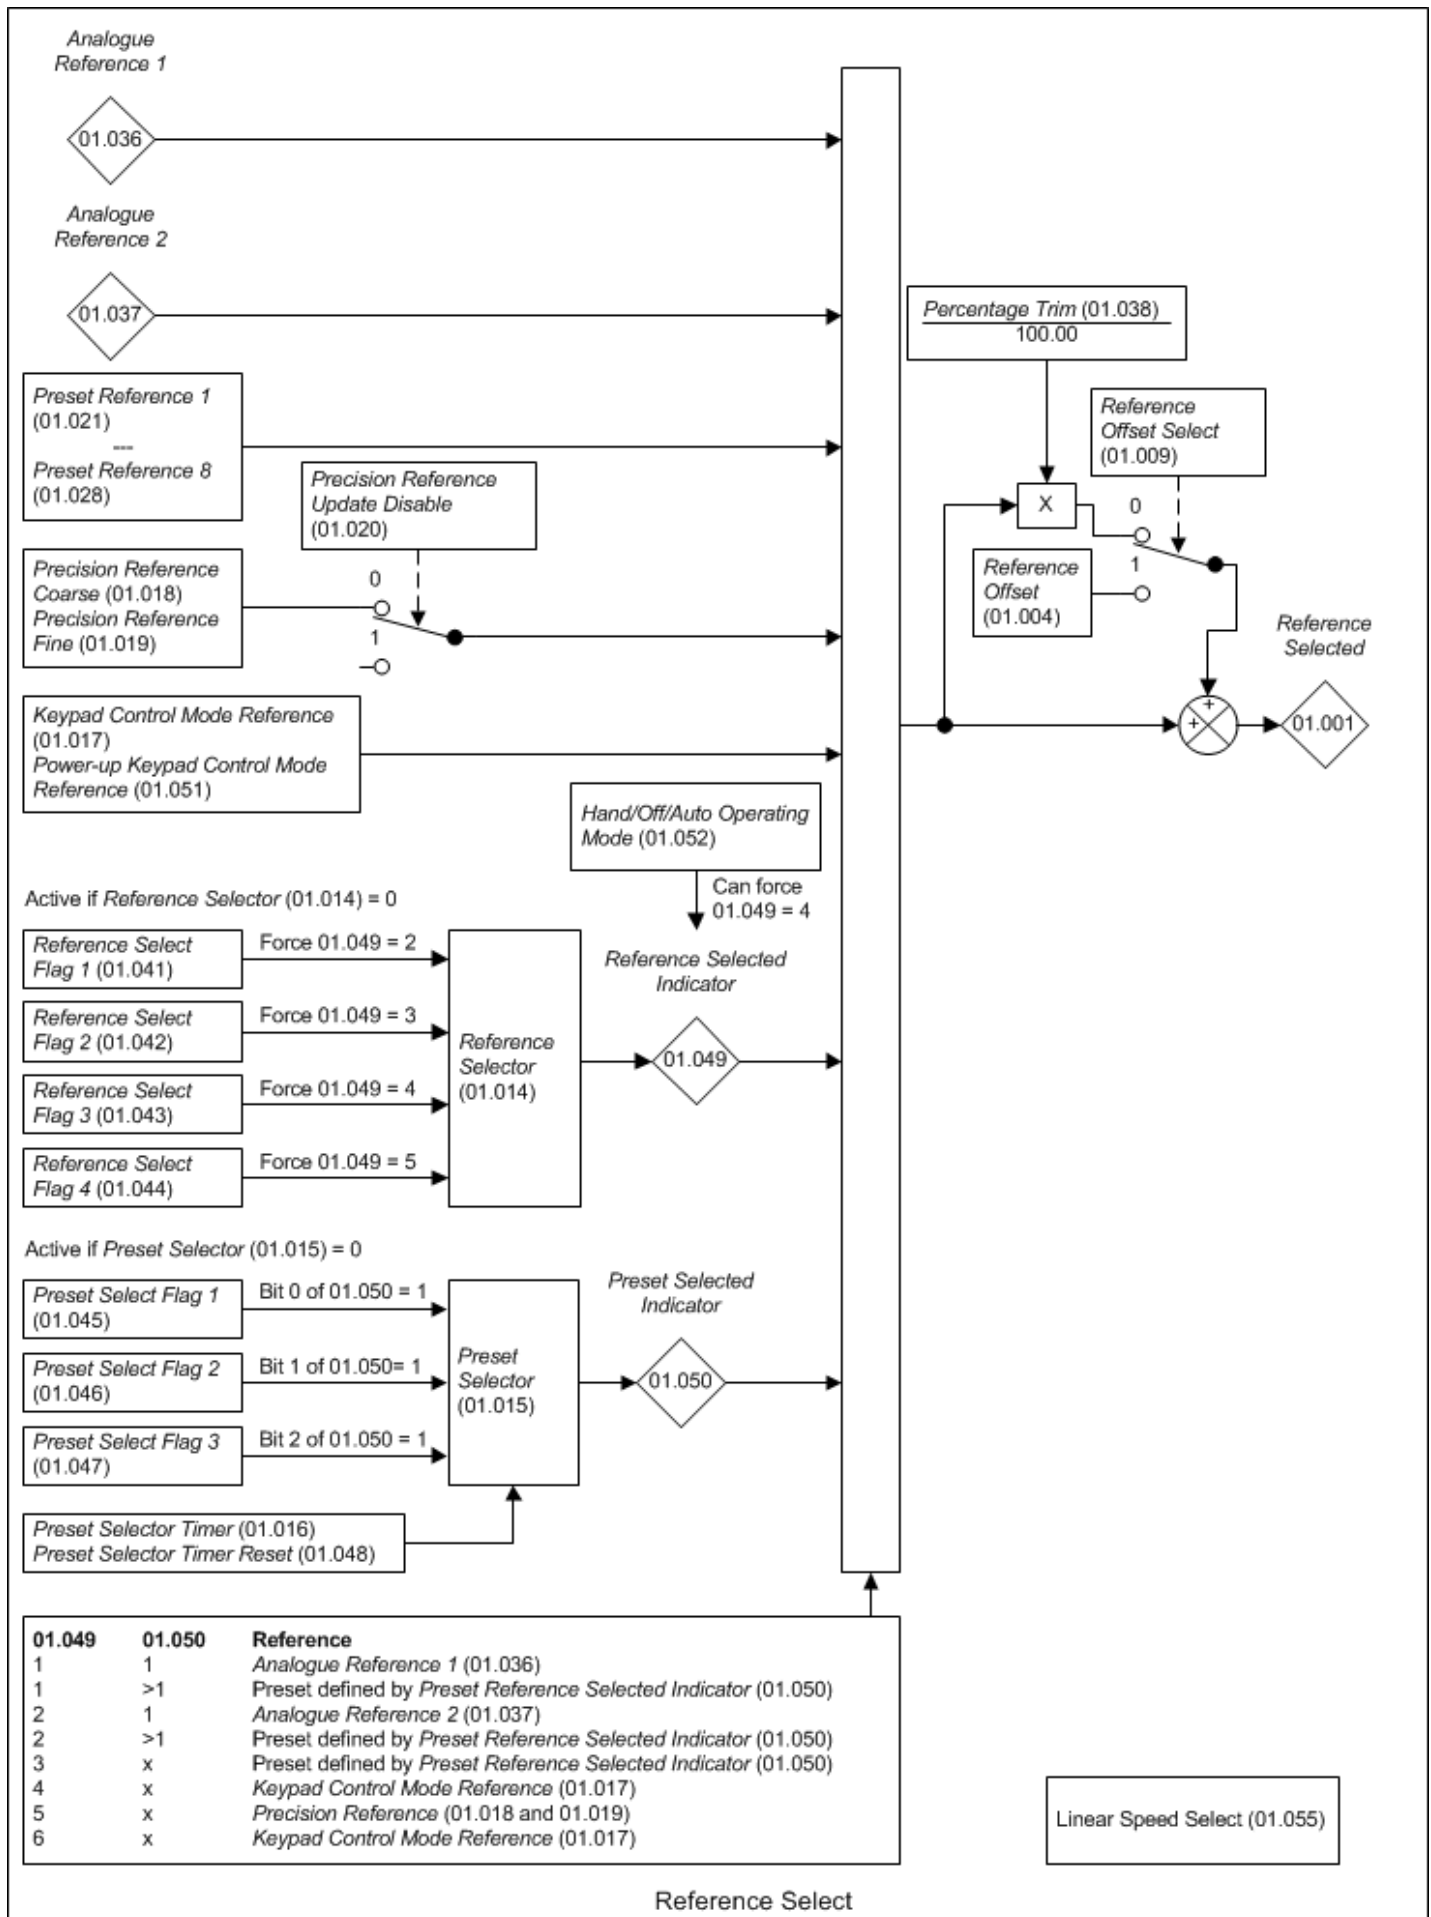 Analogue
Reference 1
01.036
Analogue
Reference 2
01.037
Preset Reference 1
(01.021)
---
Preset Reference 8
(01.028)
Precision Reference
Update Disable
(01.020)
Precision Reference
Coarse (01.018)
Precision Reference
Fine (01.019)
0
1
Keypad Control Mode Reference
(01.017)
Power-up Keypad Control Mode
Reference (01.051)
Percentage Trim (01.038)
100.00
Reference
Offset Select
(01.009)
X
0
1
Reference
Offset
(01.004)
Reference
Selected
+
+
01.001
Hand/Off/Auto Operating
Mode (01.052)
Can force
01.049 = 4
Active if Reference Selector (01.014) = 0
Reference Select
Flag 1 (01.041)
Force 01.049 = 2
Reference Select
Flag 2 (01.042)
Force 01.049 = 3
Reference Select
Flag 3 (01.043)
Force 01.049 = 4
Reference Select
Flag 4 (01.044)
Force 01.049 = 5
Reference
Selector
(01.014)
Reference Selected
Indicator
01.049
Active if Preset Selector (01.015) = 0
Preset Select Flag 1
(01.045)
Bit 0 of 01.050 = 1
Preset Select Flag 2
(01.046)
Bit 1 of 01.050= 1
Preset Select Flag 3
(01.047)
Bit 2 of 01.050 = 1
Preset
Selector
(01.015)
Preset Selected
Indicator
01.050
Preset Selector Timer (01.016)
Preset Selector Timer Reset (01.048)
01.049 01.050 Reference
1 1 Analogue Reference 1 (01.036)
1 >1 Preset defined by Preset Reference Selected Indicator (01.050)
2 1 Analogue Reference 2 (01.037)
2 >1 Preset defined by Preset Reference Selected Indicator (01.050)
3 x Preset defined by Preset Reference Selected Indicator (01.050)
4 x Keypad Control Mode Reference (01.017)
5 x Precision Reference (01.018 and 01.019)
6 x Keypad Control Mode Reference (01.017)
Linear Speed Select (01.055)
Reference Select